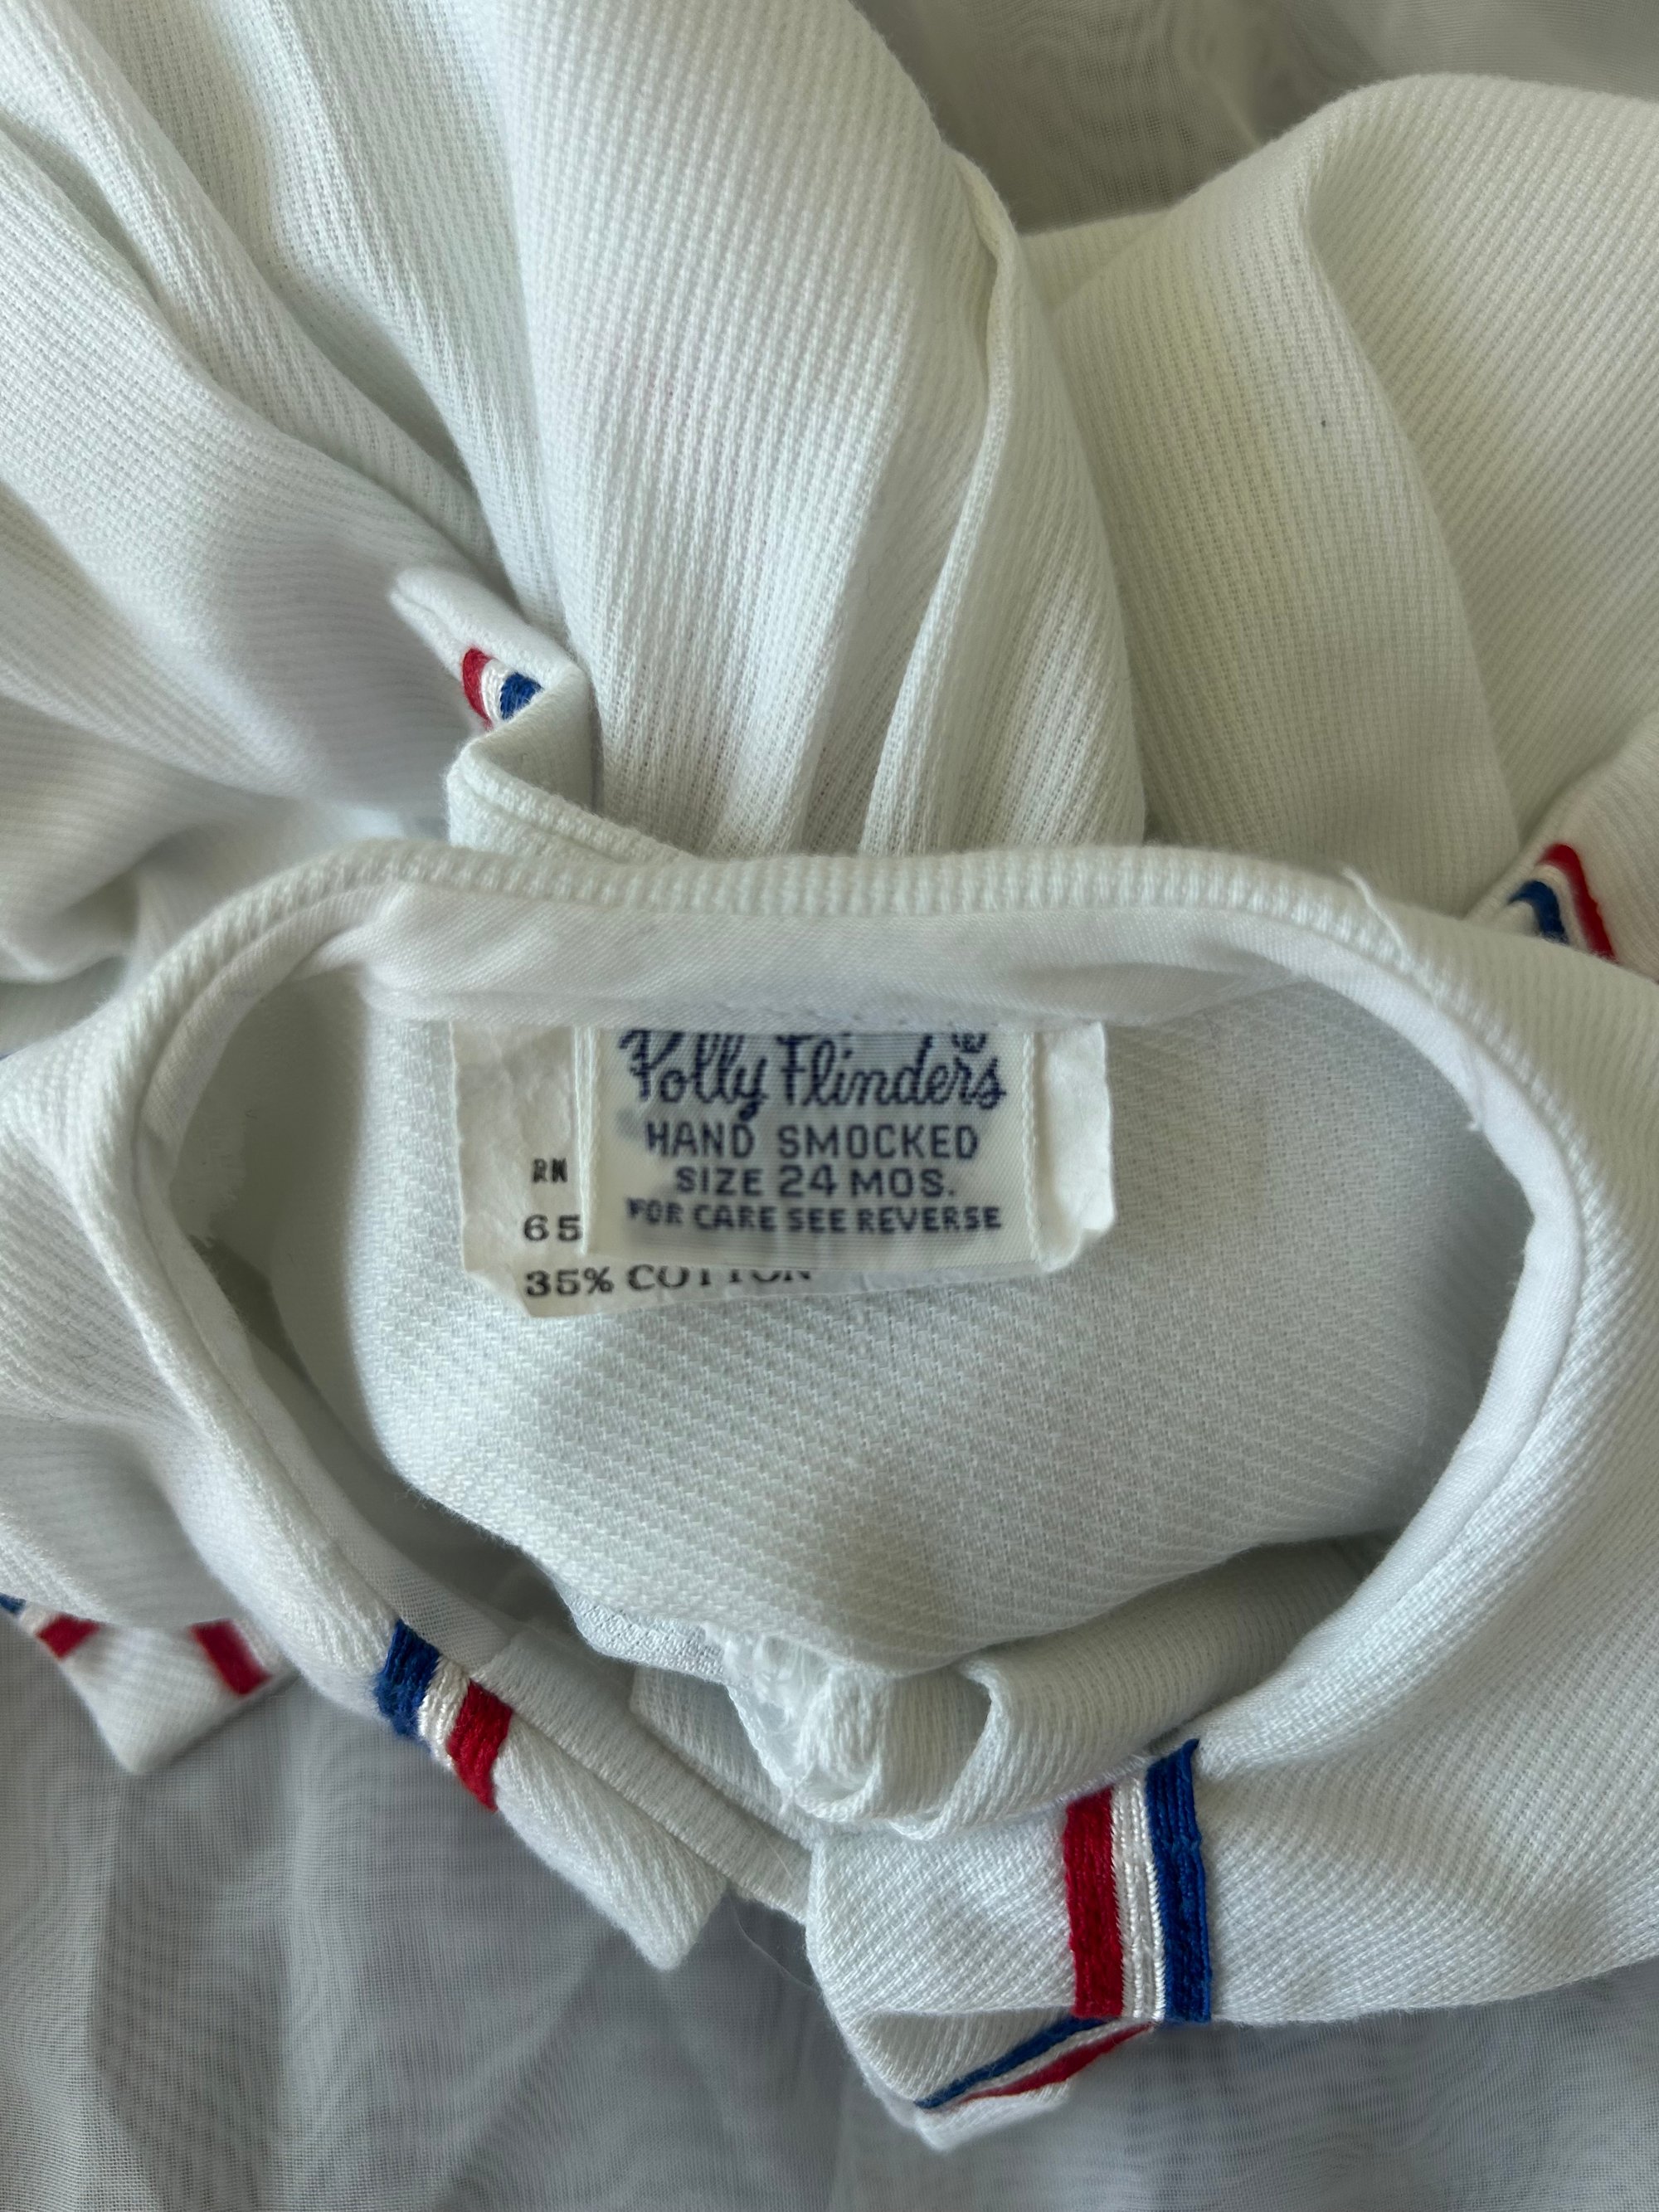 Polly Flinders®
HAND SMOCKED
SIZE 24 MOS.
FOR CARE SEE REVERSE
RN
65
35% COTTON